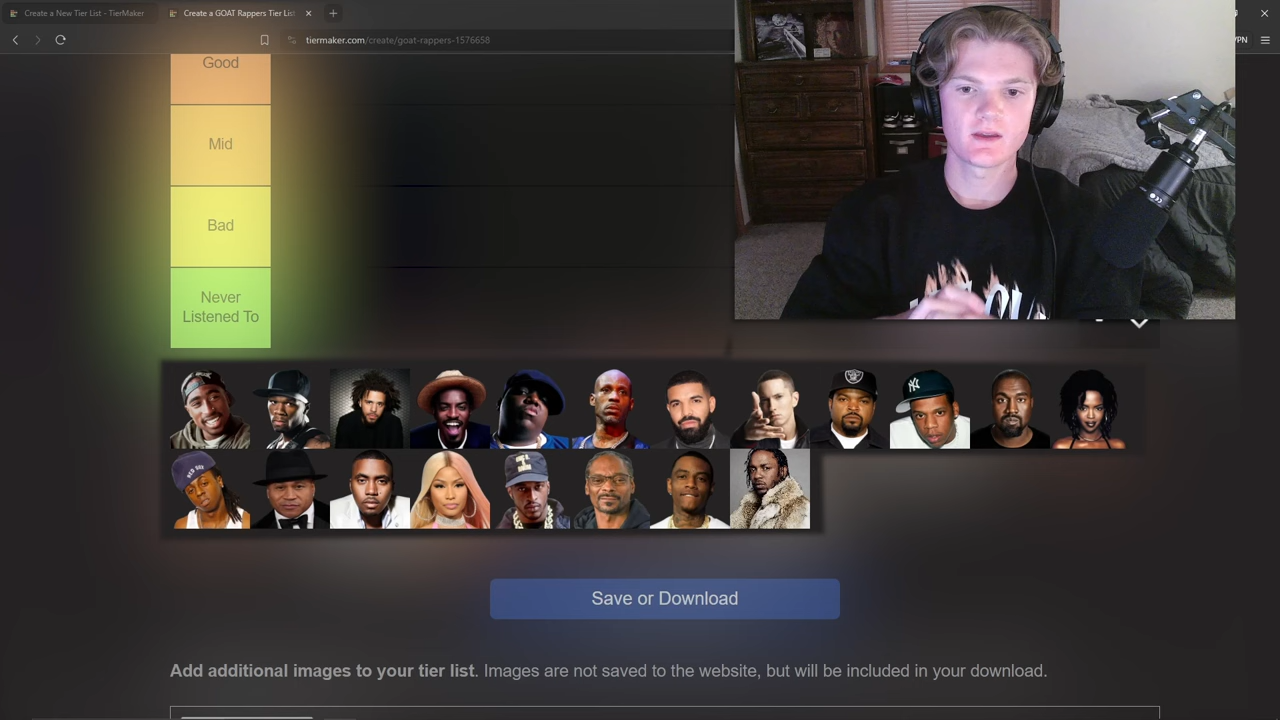 Create a New Tier List - TierMaker
Create a GOAT Rappers Tier List
tiermaker.com/create/goat-rappers-1576658
VPN
Good
Mid
Bad
Never
Listened To
Save or Download
Add additional images to your tier list. Images are not saved to the website, but will be included in your download.